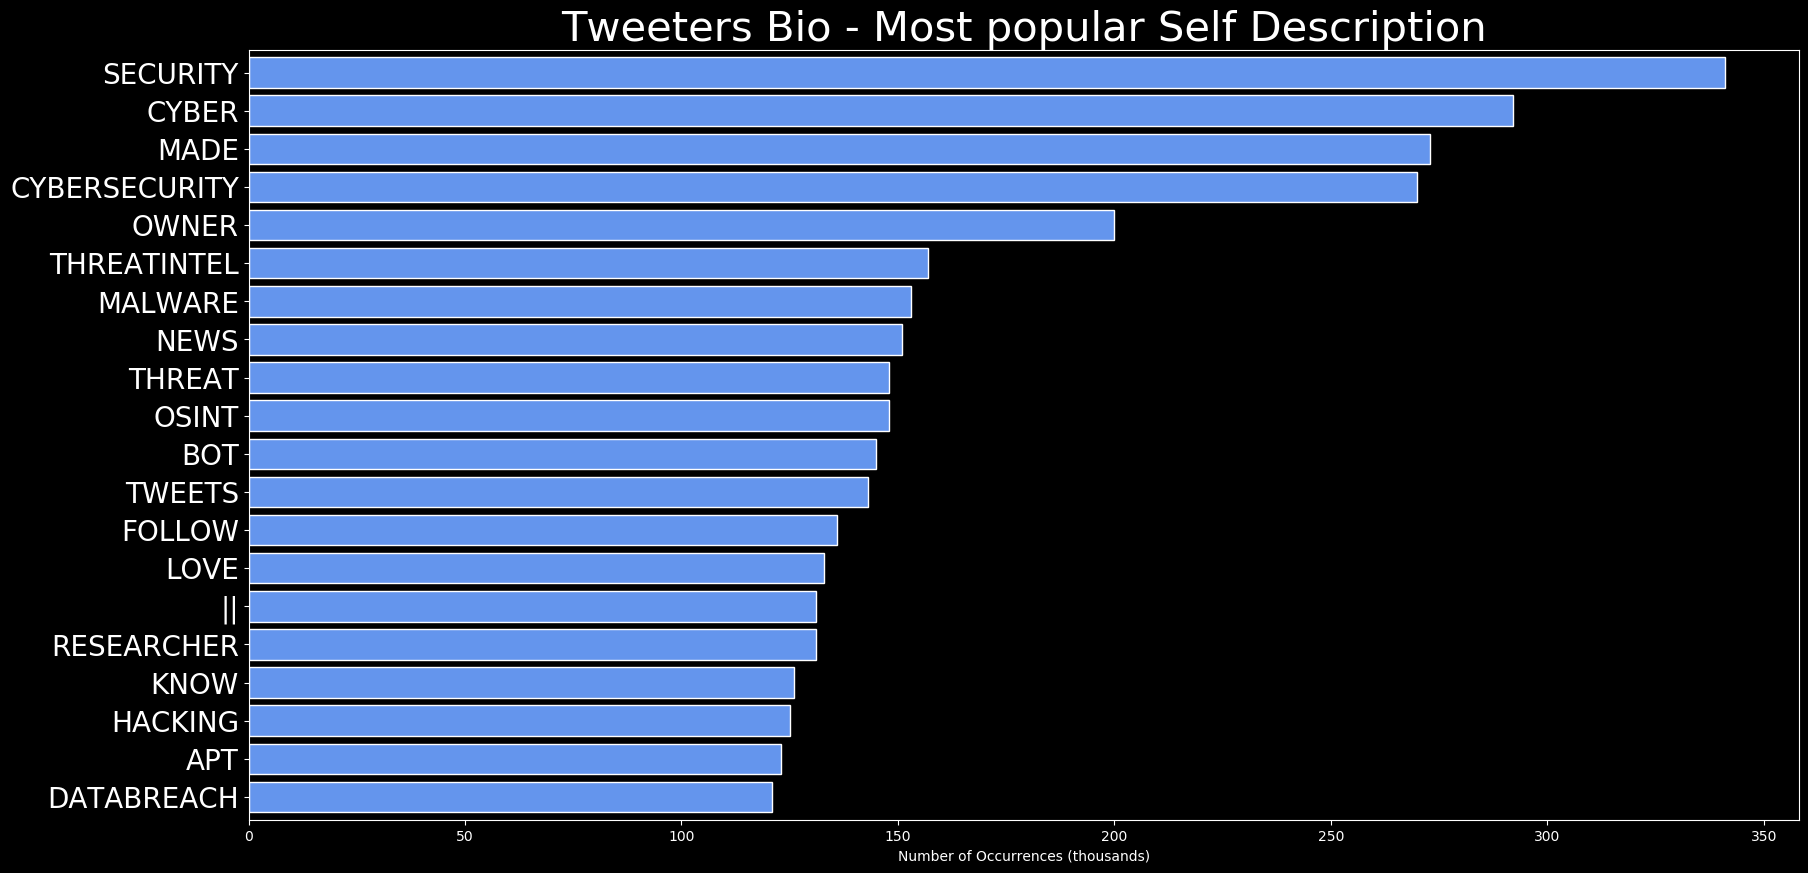 Tweeters Bio - Most popular Self Description
SECURITY
CYBER
MADE
CYBERSECURITY
OWNER
THREATINTEL
MALWARE
NEWS
THREAT
OSINT
BOT
TWEETS
FOLLOW
LOVE
||
RESEARCHER
KNOW
HACKING
APT
DATABREACH
0 50 100 150 200 250 300 350
Number of Occurrences (thousands)